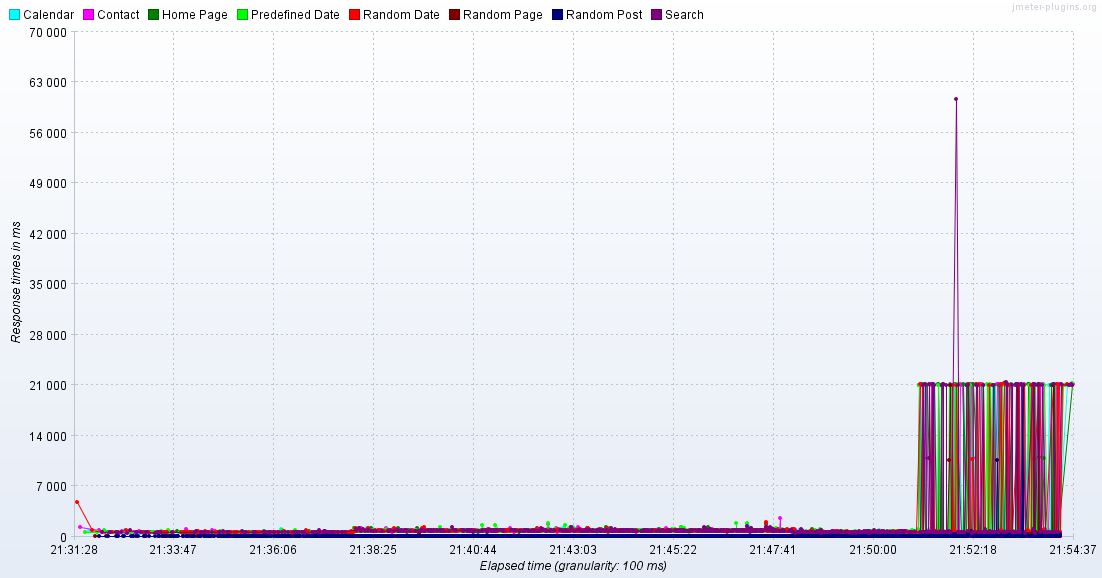 jmeter-plugins.org
Calendar Contact Home Page Predefined Date Random Date Random Page Random Post Search
70 000
63 000
56 000
49 000
42 000
35 000
28 000
21 000
14 000
7 000
0
Response times in ms
21:31:28 21:33:47 21:36:06 21:38:25 21:40:44 21:43:03 21:45:22 21:47:41 21:50:00 21:52:18 21:54:37
Elapsed time (granularity: 100 ms)